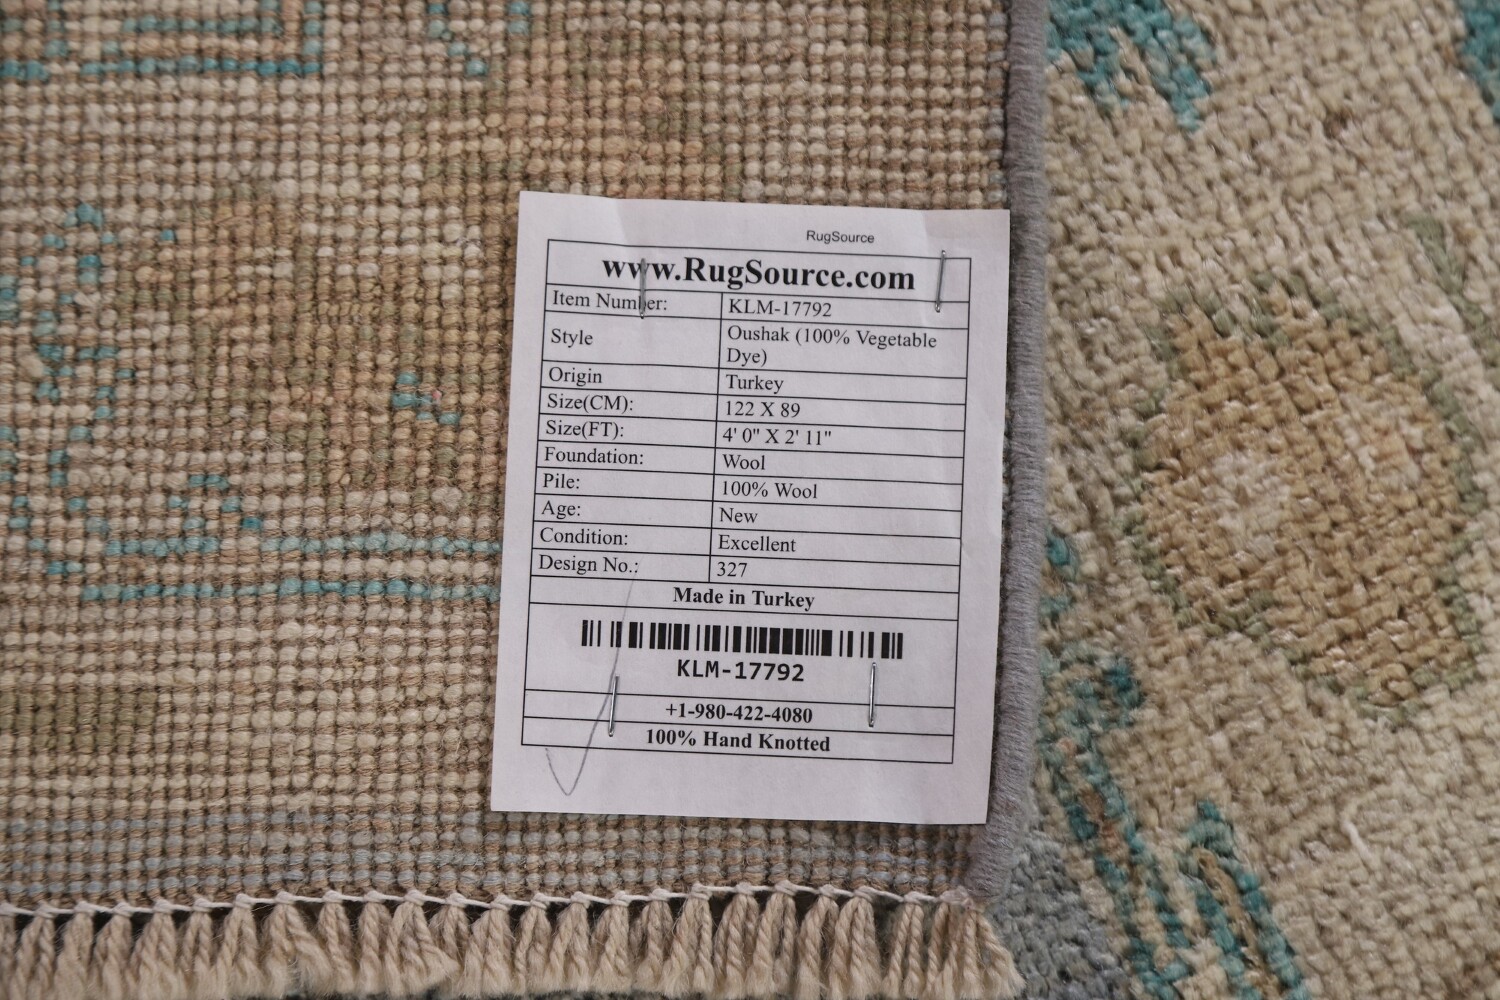 RugSource
www.RugSource.com
Item Number: KLM-17792
Style Oushak (100% Vegetable
Dye)
Origin Turkey
Size(CM): 122 X 89
Size(FT): 4' 0" X 2' 11"
Foundation: Wool
Pile: 100% Wool
Age: New
Condition: Excellent
Design No.: 327
Made in Turkey
KLM-17792
+1-980-422-4080
100% Hand Knotted